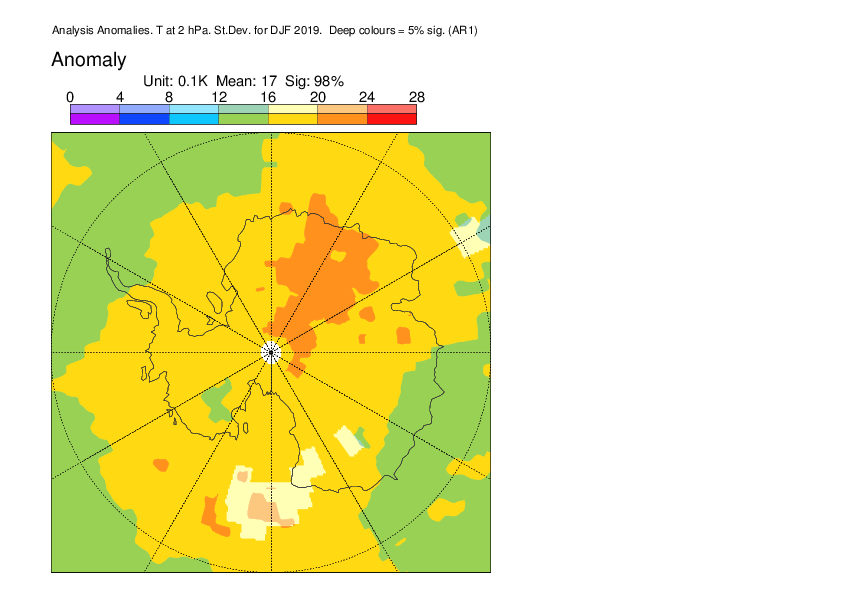 Analysis Anomalies. T at 2 hPa. St.Dev. for DJF 2019.  Deep colours = 5% sig. (AR1)
Anomaly
Unit: 0.1K  Mean: 17  Sig: 98%
0 4 8 12 16 20 24 28